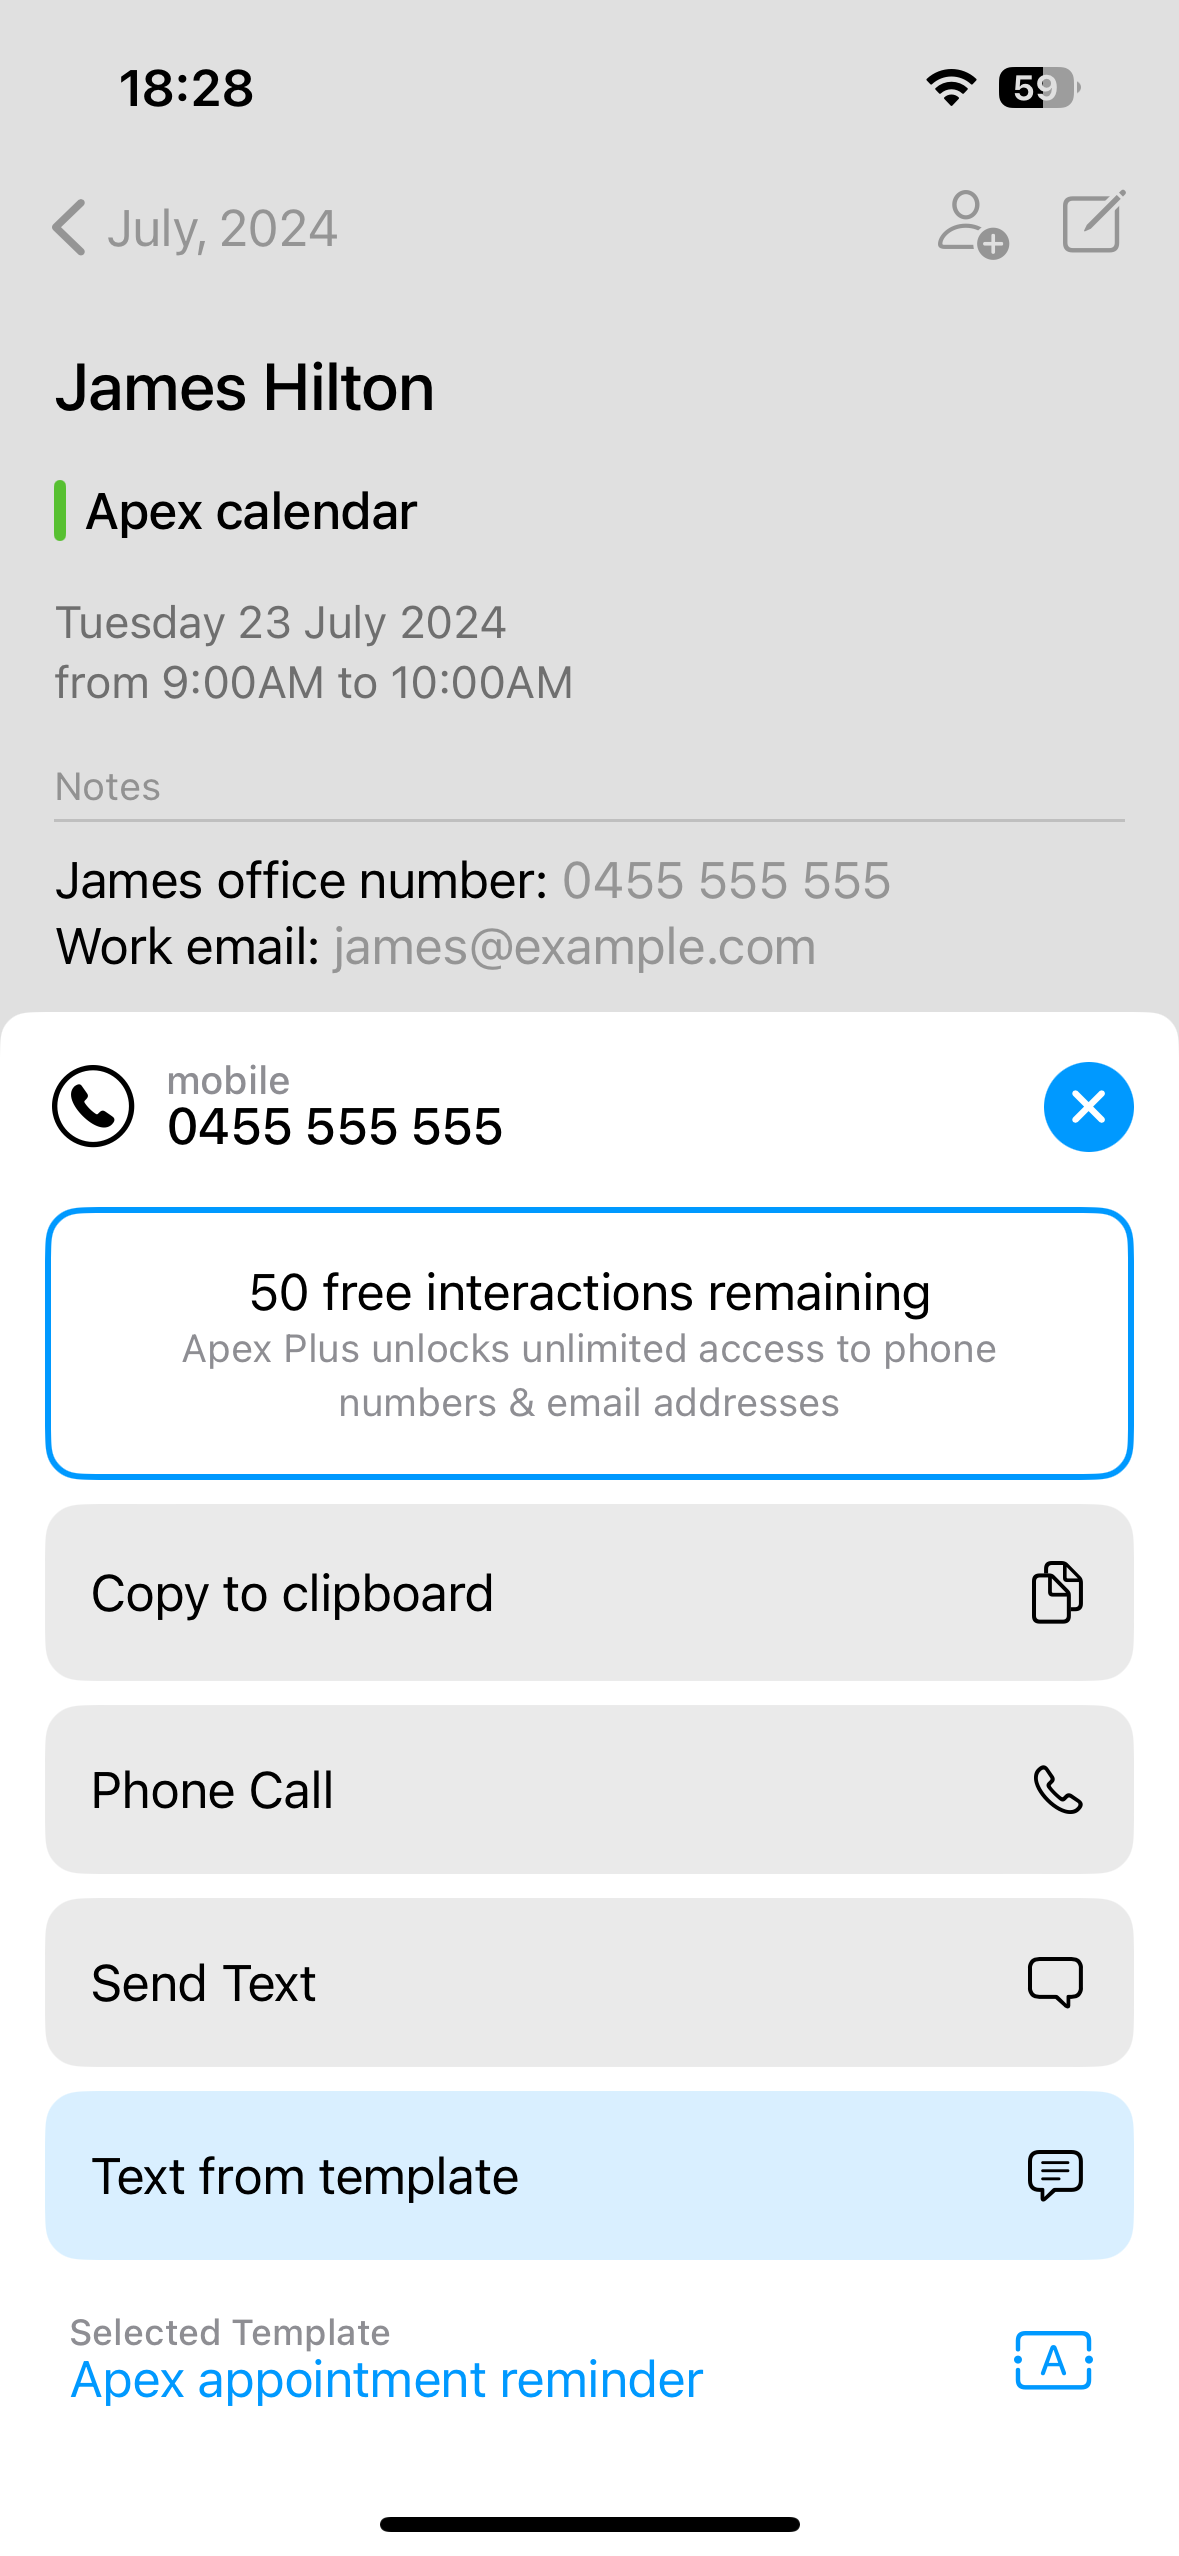 18:28
59
July, 2024
James Hilton
Apex calendar
Tuesday 23 July 2024
from 9:00AM to 10:00AM
Notes
James office number: 0455 555 555
Work email: james@example.com
mobile
0455 555 555
50 free interactions remaining
Apex Plus unlocks unlimited access to phone
numbers & email addresses
Copy to clipboard
Phone Call
Send Text
Text from template
Selected Template
Apex appointment reminder
A